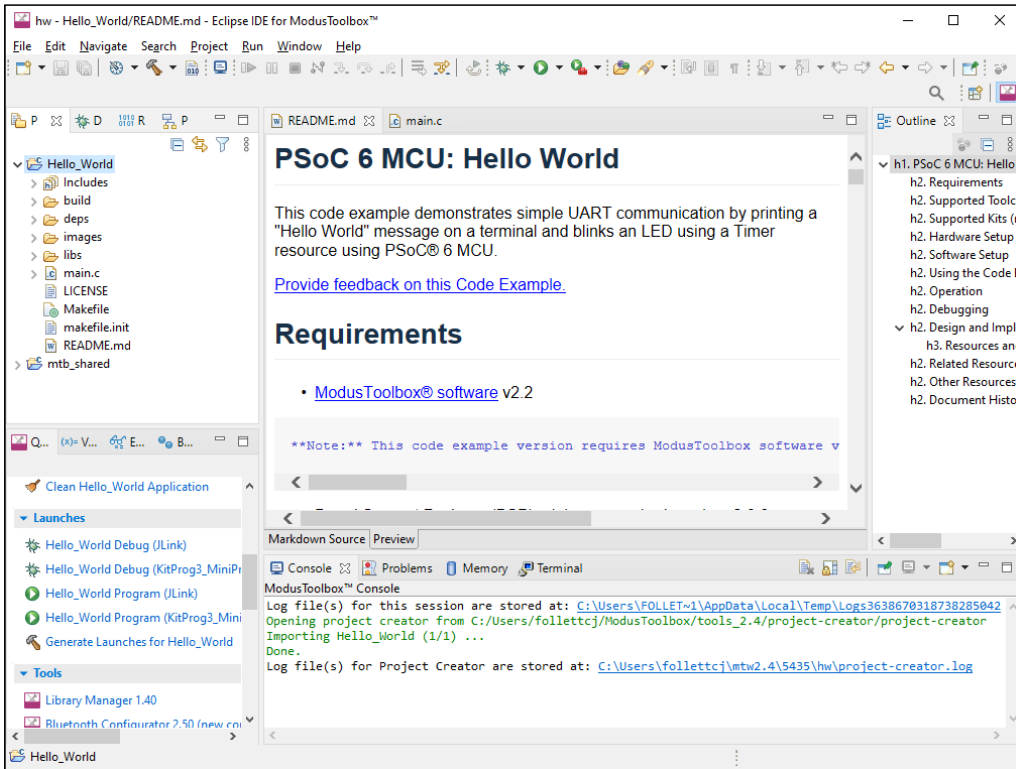 hw - Hello_World/README.md - Eclipse IDE for ModusToolbox™
File Edit Navigate Search Project Run Window Help
P D R P
Hello_World
Includes
build
deps
images
libs
main.c
LICENSE
Makefile
makefile.init
README.md
mtb_shared
README.md main.c
PSoC 6 MCU: Hello World
This code example demonstrates simple UART communication by printing a
"Hello World" message on a terminal and blinks an LED using a Timer
resource using PSoC® 6 MCU.
Provide feedback on this Code Example.
Requirements
• ModusToolbox® software v2.2
**Note:** This code example version requires ModusToolbox software v
Markdown Source Preview
Outline
h1. PSoC 6 MCU: Hello
h2. Requirements
h2. Supported Toolc
h2. Supported Kits (
h2. Hardware Setup
h2. Software Setup
h2. Using the Code
h2. Operation
h2. Debugging
h2. Design and Impl
h3. Resources an
h2. Related Resource
h2. Other Resources
h2. Document Histo
Q... (x)= V... E... B...
Clean Hello_World Application
Launches
Hello_World Debug (JLink)
Hello_World Debug (KitProg3_MiniPr
Hello_World Program (JLink)
Hello_World Program (KitProg3_Mini
Generate Launches for Hello_World
Tools
Library Manager 1.40
Bluetooth Configurator 2.50 (new co
Console Problems Memory Terminal
ModusToolbox™ Console
Log file(s) for this session are stored at: C:\Users\FOLLET~1\AppData\Local\Temp\Logs3638670318738285042
Opening project creator from C:/Users/follettcj/ModusToolbox/tools_2.4/project-creator/project-creator
Importing Hello_World (1/1) ...
Done.
Log file(s) for Project Creator are stored at: C:\Users\follettcj\mtw2.4\5435\hw\project-creator.log
Hello_World